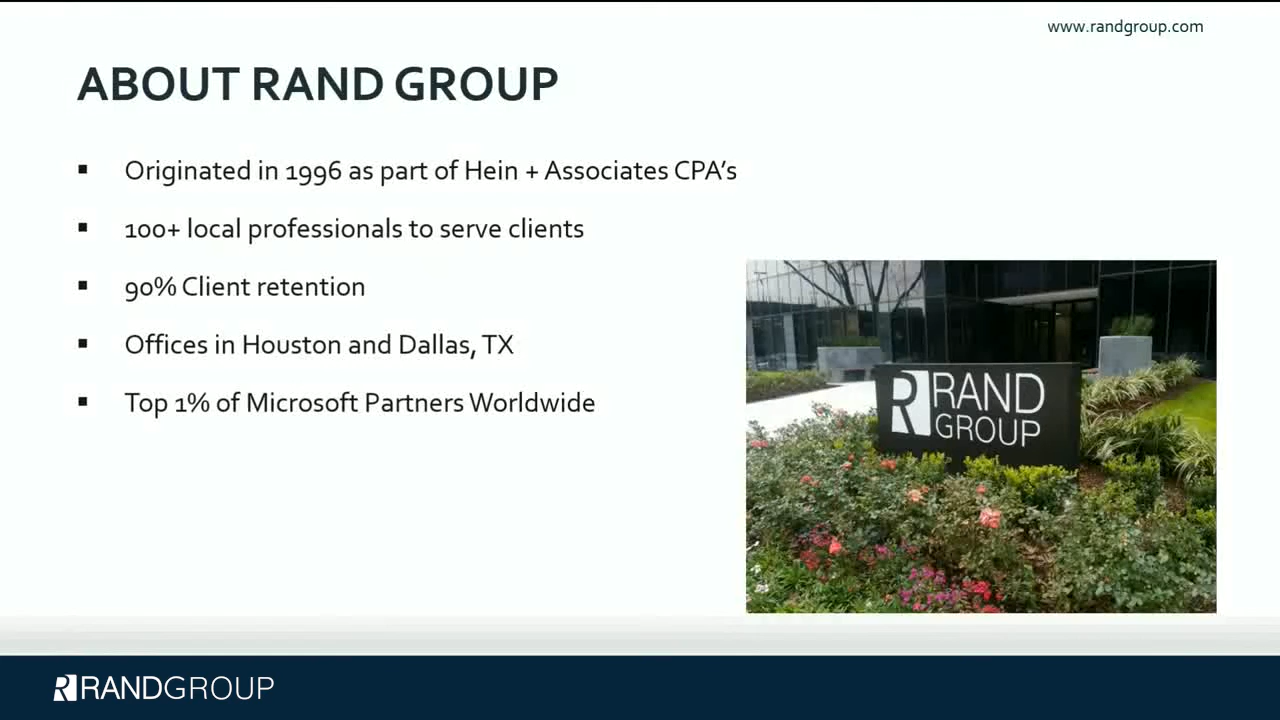 www.randgroup.com
ABOUT RAND GROUP
▪ Originated in 1996 as part of Hein + Associates CPA’s
▪ 100+ local professionals to serve clients
▪ 90% Client retention
▪ Offices in Houston and Dallas, TX
▪ Top 1% of Microsoft Partners Worldwide
R RAND
GROUP
R RANDGROUP